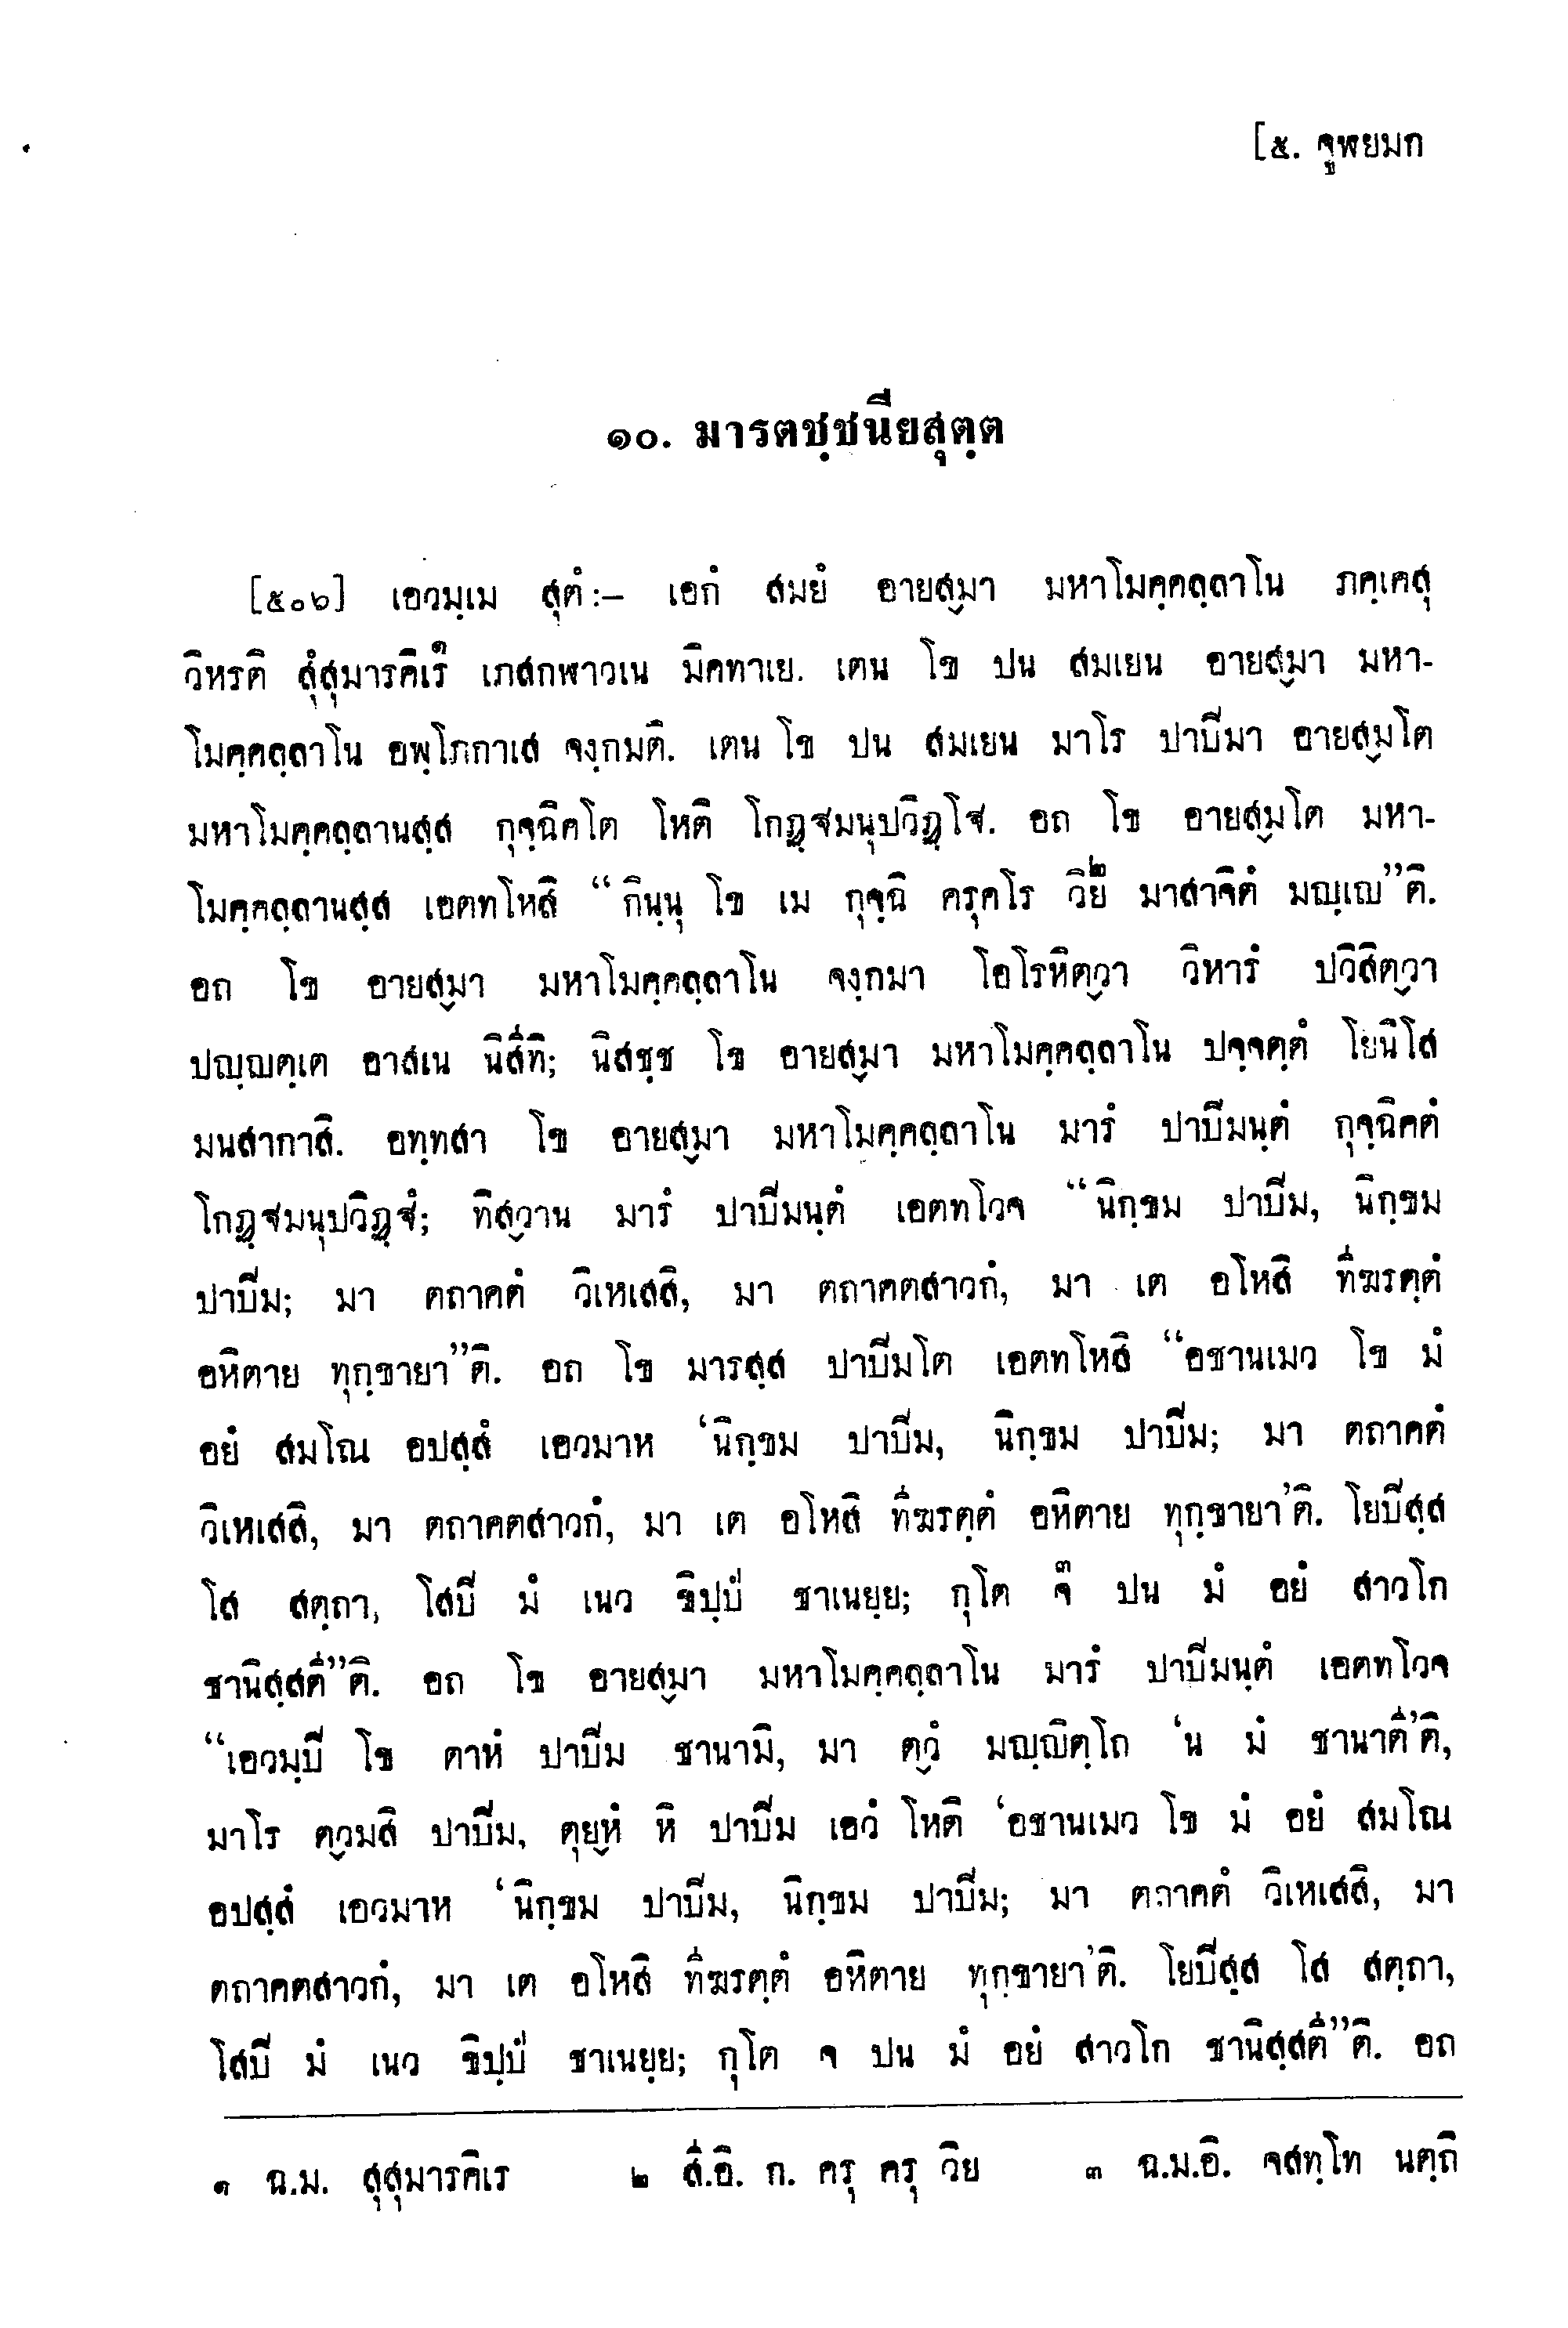 [๕. จูฬยมก
๑๐. มารตชฺชนียสุตฺต
[๕๐๖] เอวมฺเม สุตํ:– เอกํ สมยํ อายสฺมา มหาโมคฺคลฺลาโน ภคฺเคสุ
วิหรติ สุํสุมารคิเร๑ เภสกฬาวเน มิคทาเย. เตน โข ปน สมเยน อายสฺมา มหา-
โมคฺคลฺลาโน อพฺโภกาเส จงฺกมติ. เตน โข ปน สมเยน มาโร ปาปิมา อายสฺมโต
มหาโมคฺคลฺลานสฺส กุจฺฉิคโต โหติ โกฏฺฐมนุปวิฏฺโฐ. อถ โข อายสฺมโต มหา-
โมคฺคลฺลานสฺส เอตทโหสิ “กินฺนุ โข เม กุจฺฉิ ครุคโร วิย๒ มาสาจิตํ มญฺเญ”ติ.
อถ โข อายสฺมา มหาโมคฺคลฺลาโน จงฺกมา โอโรหิตฺวา วิหารํ ปวิสิตฺวา
ปญฺญตฺเต อาสเน นิสีทิ; นิสชฺช โข อายสฺมา มหาโมคฺคลฺลาโน ปจฺจตฺตํ โยนิโส
มนสากาสิ. อทฺทสา โข อายสฺมา มหาโมคฺคลฺลาโน มารํ ปาปิมนฺตํ กุจฺฉิคตํ
โกฏฺฐมนุปวิฏฺฐํ; ทิสฺวาน มารํ ปาปิมนฺตํ เอตทโวจ “นิกฺขม ปาปิม, นิกฺขม
ปาปิม; มา ตถาคตํ วิเหเสสิ, มา ตถาคตสาวกํ, มา เต อโหสิ ทีฆรตฺตํ
อหิตาย ทุกฺขายา”ติ. อถ โข มารสฺส ปาปิมโต เอตทโหสิ “อชานเมว โข มํ
อยํ สมโณ อปสฺสํ เอวมาห ‘นิกฺขม ปาปิม, นิกฺขม ปาปิม; มา ตถาคตํ
วิเหเสสิ, มา ตถาคตสาวกํ, มา เต อโหสิ ทีฆรตฺตํ อหิตาย ทุกฺขายา’ติ. โยปิสฺส
โส สตฺถา, โสปิ มํ เนว ขิปฺปํ ชาเนยฺย; กุโต จ๓ ปน มํ อยํ สาวโก
ชานิสฺสตี”ติ. อถ โข อายสฺมา มหาโมคฺคลฺลาโน มารํ ปาปิมนฺตํ เอตทโวจ
“เอวมฺปิ โข ตาหํ ปาปิม ชานามิ, มา ตฺวํ มญฺญิตฺโถ ‘น มํ ชานาตี’ติ,
มาโร ตฺวมสิ ปาปิม, ตุยฺหํ หิ ปาปิม เอวํ โหติ ‘อชานเมว โข มํ อยํ สมโณ
อปสฺสํ เอวมาห ‘นิกฺขม ปาปิม, นิกฺขม ปาปิม; มา ตถาคตํ วิเหเสสิ, มา
ตถาคตสาวกํ, มา เต อโหสิ ทีฆรตฺตํ อหิตาย ทุกฺขายา’ติ. โยปิสฺส โส สตฺถา,
โสปิ มํ เนว ขิปฺปํ ชาเนยฺย; กุโต จ ปน มํ อยํ สาวโก ชานิสฺสตี”ติ. อถ
๑ ฉ.ม. สุสุมารคิเร ๒ สี.อิ. ก. ครุ ครุ วิย ๓ ฉ.ม.อิ. จสทฺโท นตฺถิ